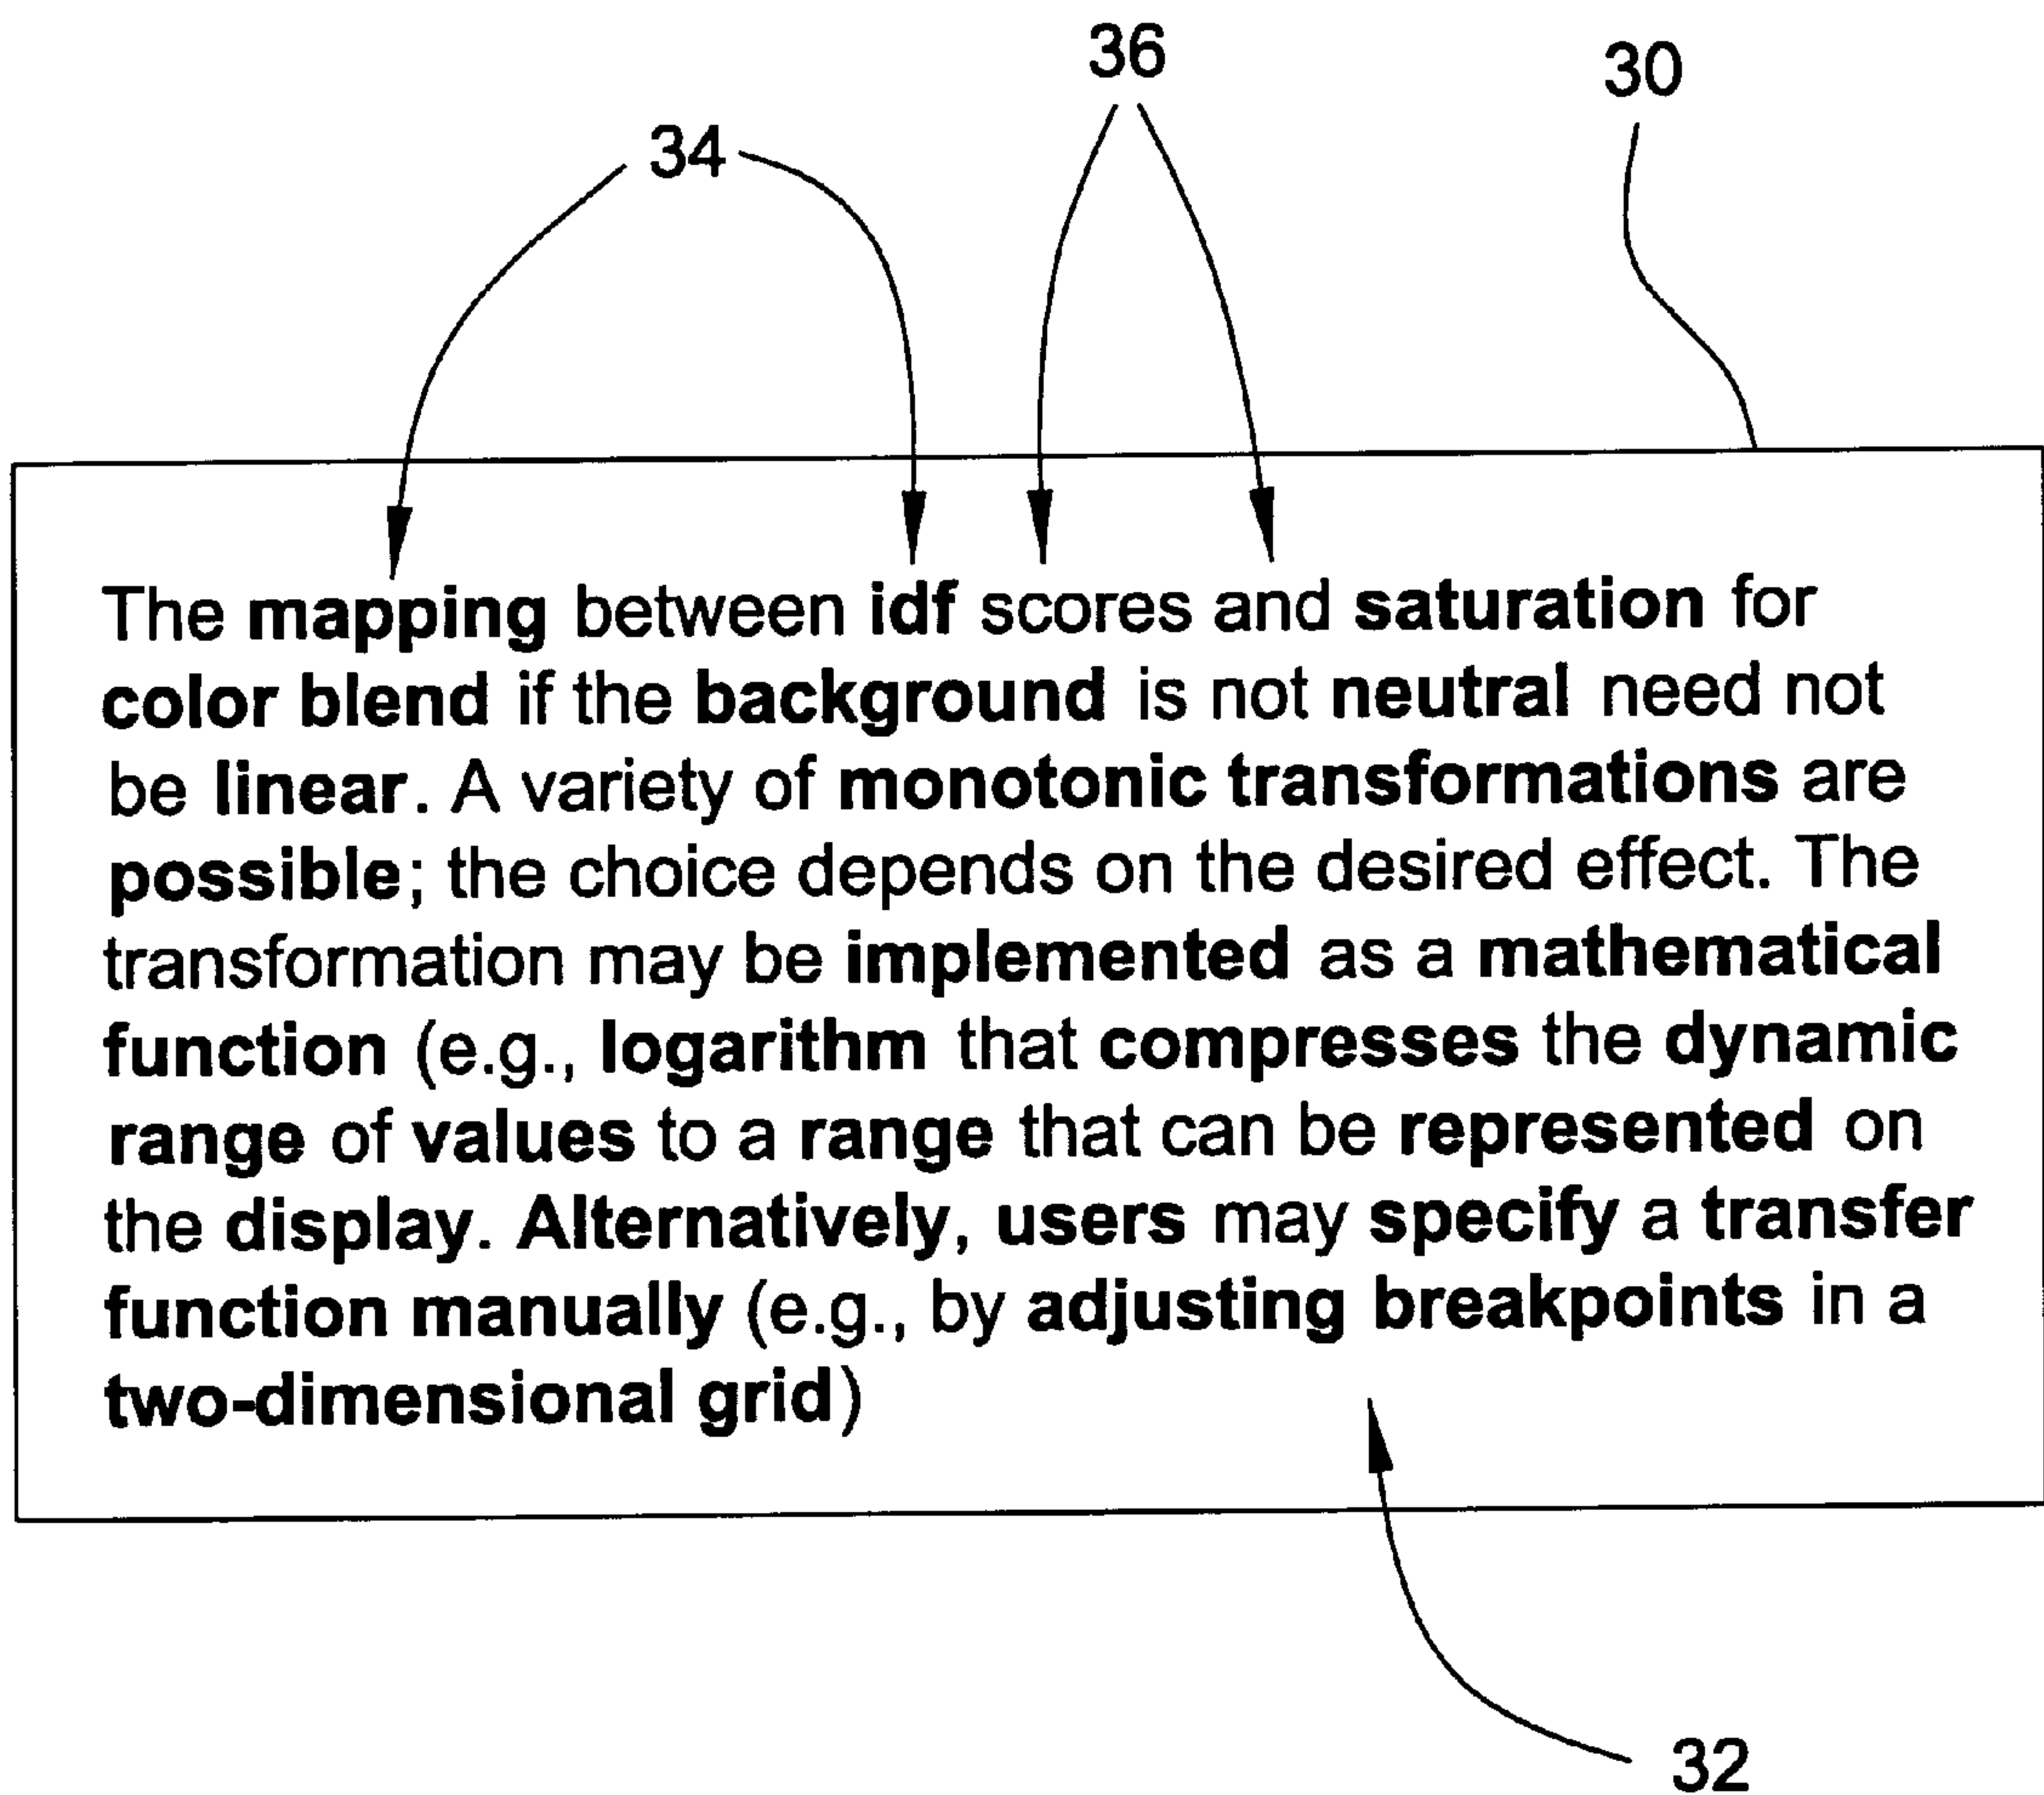 36
30
34
The mapping between idf scores and saturation for
color blend if the background is not neutral need not
be linear. A variety of monotonic transformations are
possible; the choice depends on the desired effect. The
transformation may be implemented as a mathematical
function (e.g., logarithm that compresses the dynamic
range of values to a range that can be represented on
the display. Alternatively, users may specify a transfer
function manually (e.g., by adjusting breakpoints in a
two-dimensional grid)
32